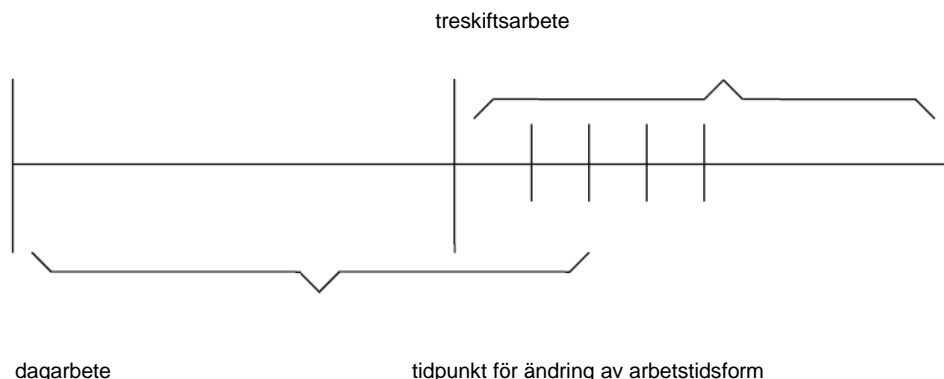 treskiftsarbete
dagarbete
tidpunkt för ändring av arbetstidsform